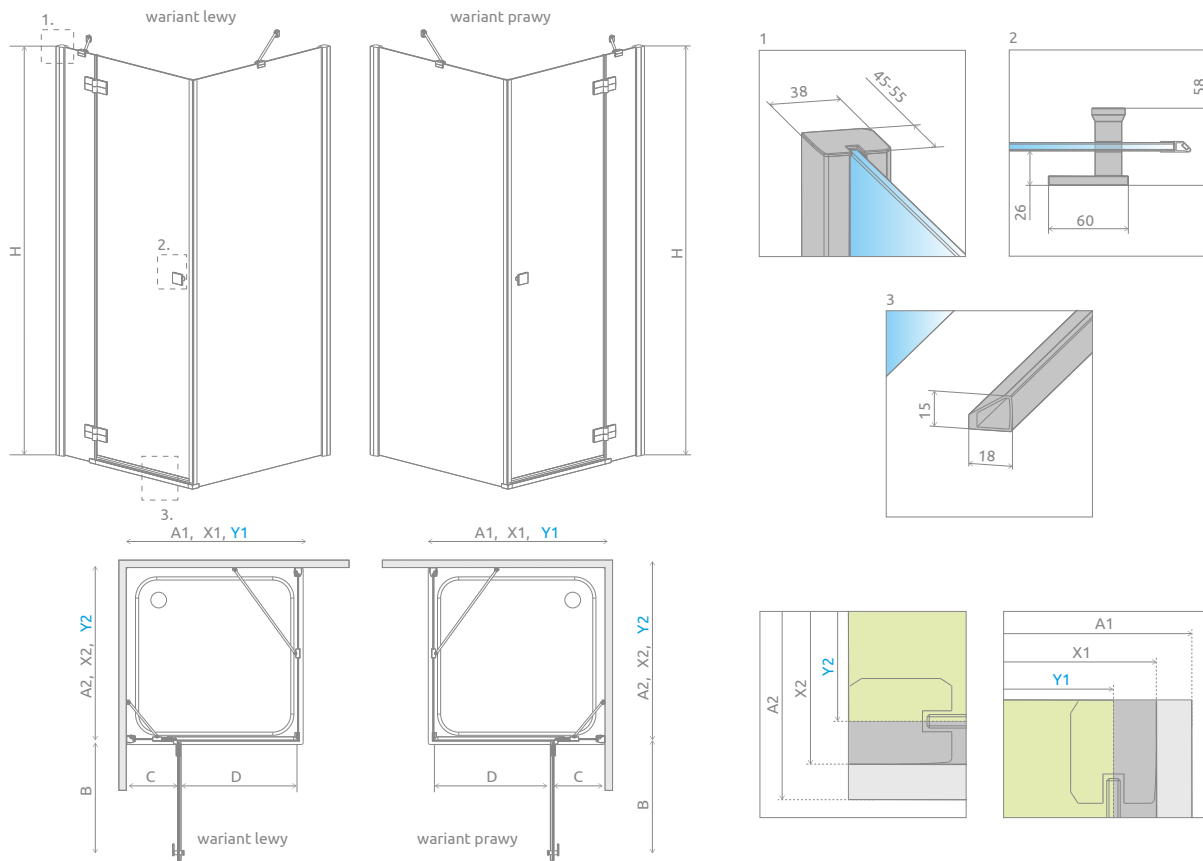 1.
wariant lewy
wariant prawy
H
2.
3.
H
1
38
45-55
2
58
26
60
3
15
18
A1, X1, Y1
A1, X1, Y1
A2, X2, Y2
A2, X2, Y2
B
C
D
D
C
B
wariant lewy
wariant prawy
A2
X2
Y2
A1
X1
Y1